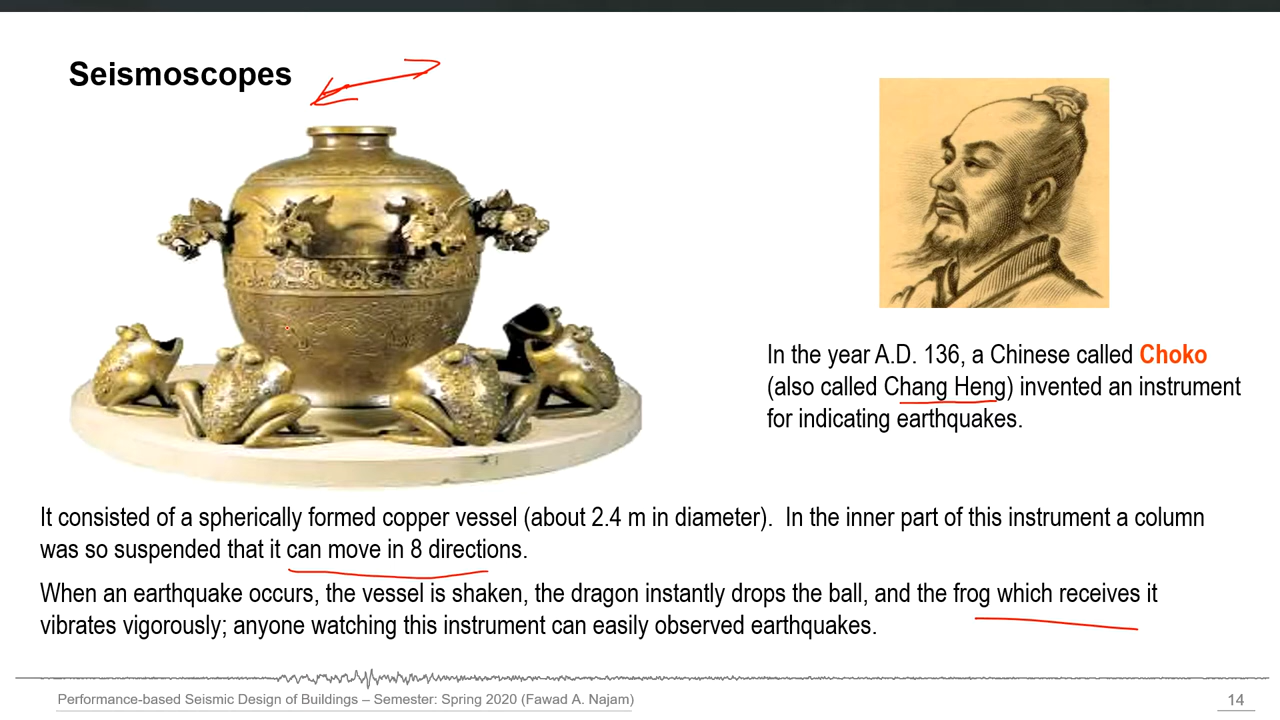 Seismoscopes
In the year A.D. 136, a Chinese called Choko
(also called Chang Heng) invented an instrument
for indicating earthquakes.
It consisted of a spherically formed copper vessel (about 2.4 m in diameter).  In the inner part of this instrument a column
was so suspended that it can move in 8 directions.
When an earthquake occurs, the vessel is shaken, the dragon instantly drops the ball, and the frog which receives it
vibrates vigorously; anyone watching this instrument can easily observed earthquakes.
Performance-based Seismic Design of Buildings – Semester: Spring 2020 (Fawad A. Najam)
14